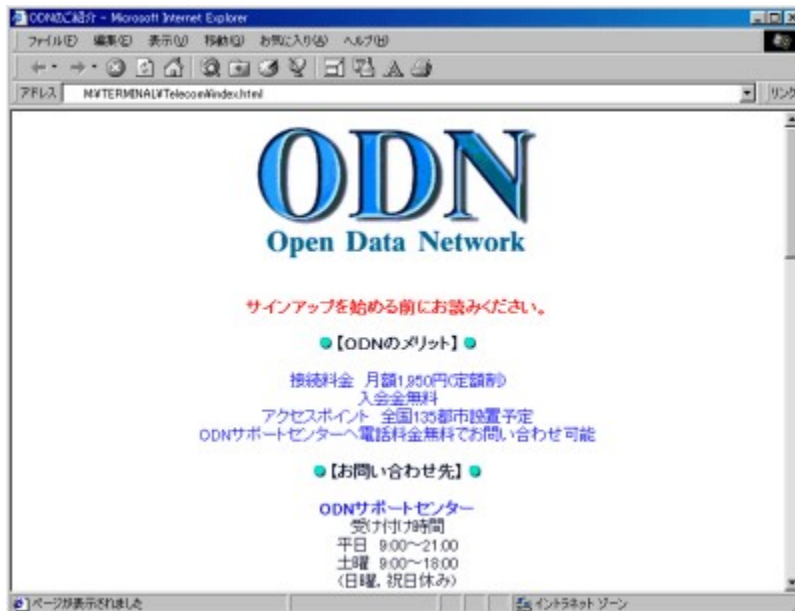 ODNのご紹介 - Microsoft Internet Explorer
ファイル(F) 編集(E) 表示(V) 移動(G) お気に入り(A) ヘルプ(H)
アドレス M:¥TERMINAL¥Telecom¥index.html リンク
ODN
Open Data Network
サインアップを始める前にお読みください。
【ODNのメリット】
接続料金 月額1,950円(定額制)
入会金無料
アクセスポイント 全国135都市設置予定
ODNサポートセンターへ電話料金無料でお問い合わせ可能
【お問い合わせ先】
ODNサポートセンター
受け付け時間
平日 9:00～21:00
土曜 9:00～18:00
(日曜, 祝日休み)
ページが表示されました イントラネット ゾーン